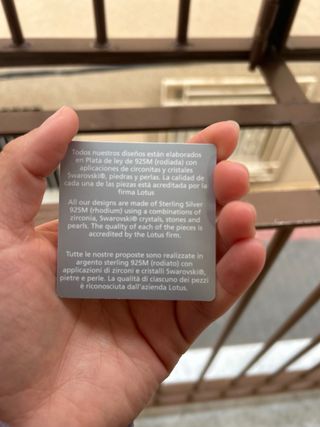 Todos nuestros diseños están elaborados
en Plata de ley de 925M (rodiada) con
aplicaciones de circonitas y cristales
Swarovski®, piedras y perlas. La calidad de
cada una de las piezas está acreditada por la
firma Lotus
All our designs are made of Sterling Silver
925M (rhodium) using a combinations of
zirconia, Swarovski® crystals, stones and
pearls. The quality of each of the pieces is
accredited by the Lotus firm.
Tutte le nostre proposte sono realizzate in
argento sterling 925M (rodiato) con
applicazioni di zirconi e cristalli Swarovski®,
pietre e perle. La qualità di ciascuno dei pezzi
è riconosciuta dall'azienda Lotus.